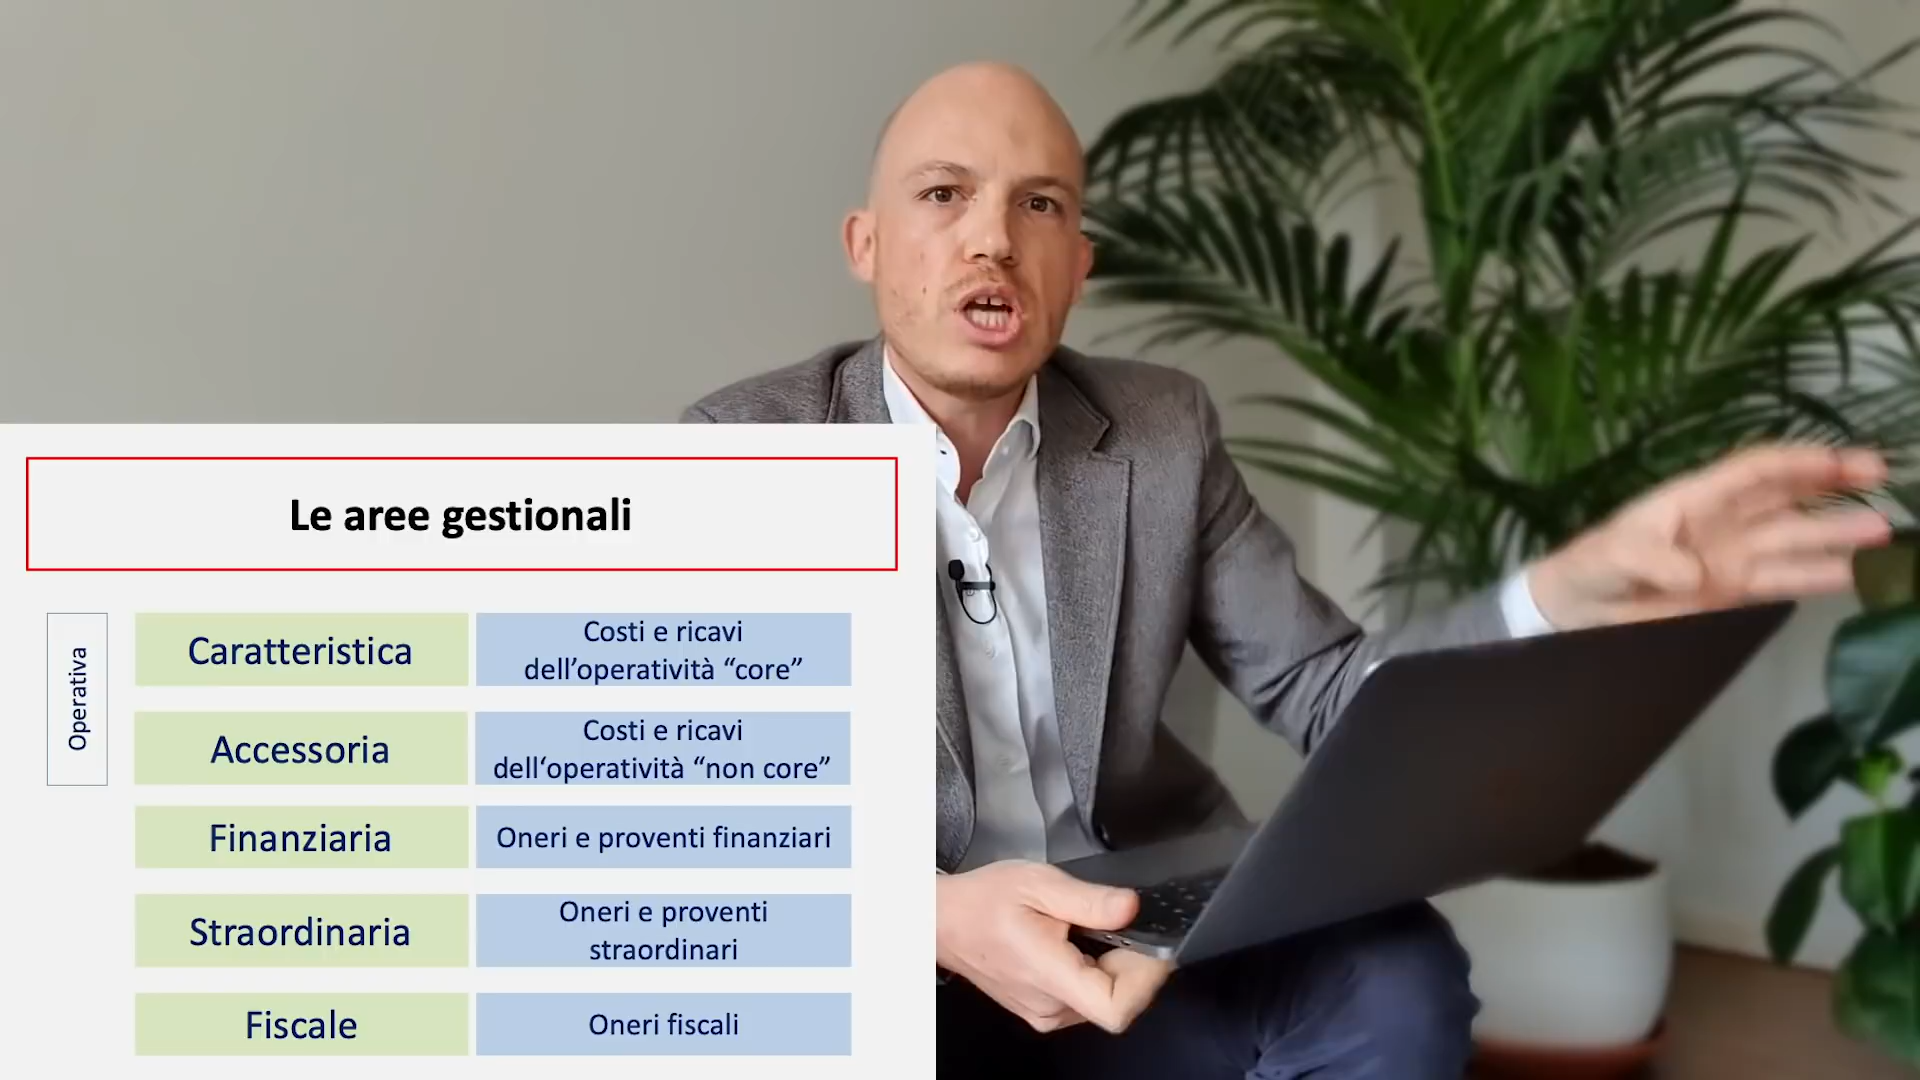 Le aree gestionali
Operativa
Caratteristica
Costi e ricavi
dell’operatività “core”
Accessoria
Costi e ricavi
dell‘operatività “non core”
Finanziaria
Oneri e proventi finanziari
Straordinaria
Oneri e proventi
straordinari
Fiscale
Oneri fiscali